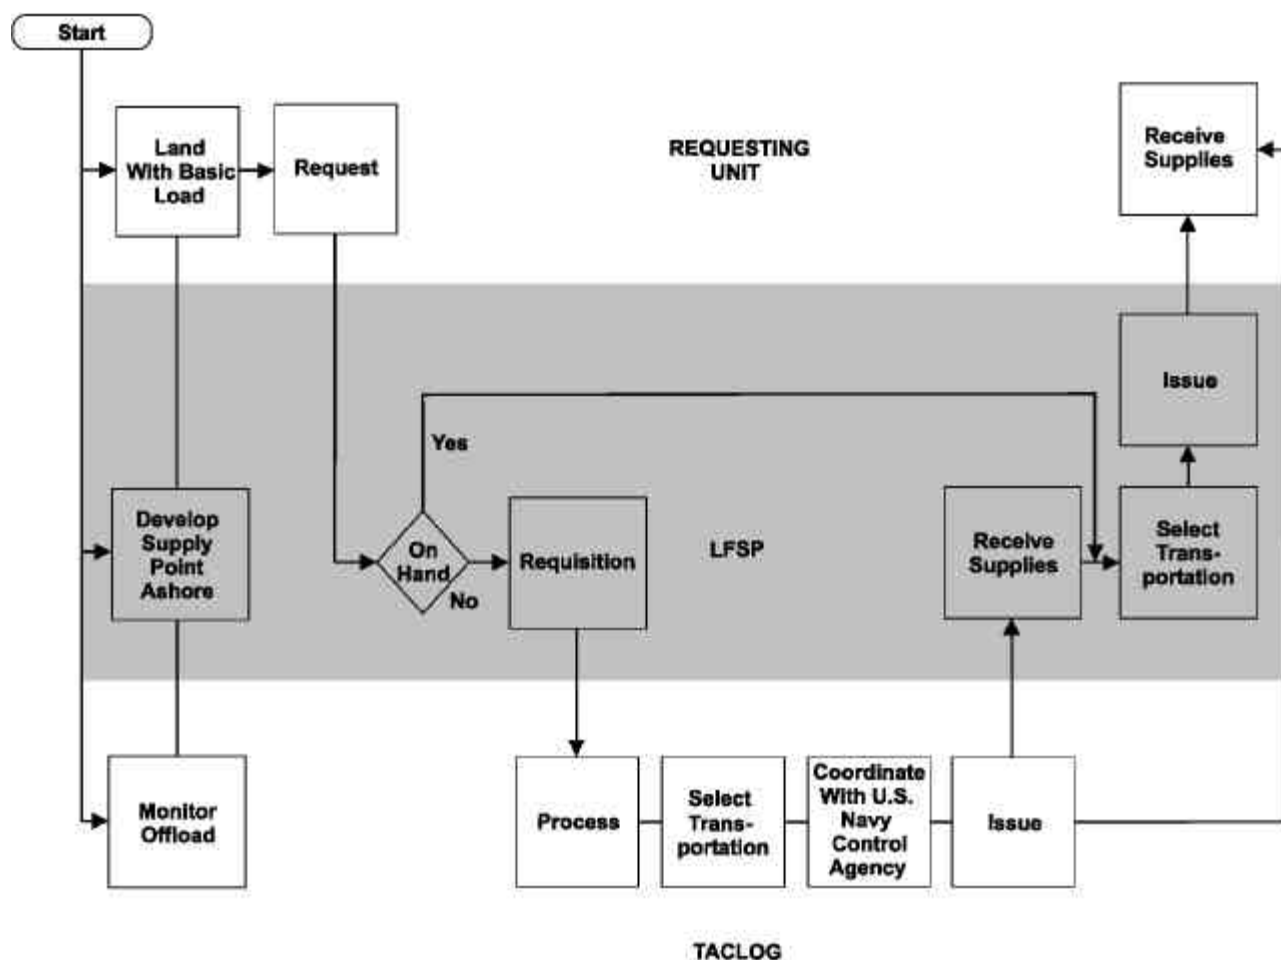 Start
Land
With Basic
Load
Request
REQUESTING
UNIT
Receive
Supplies
Issue
Yes
Develop
Supply
Point
Ashore
On
Hand
No
Requisition
LFSP
Receive
Supplies
Select
Trans-
portation
Monitor
Offload
Process
Select
Trans-
portation
Coordinate
With U.S.
Navy
Control
Agency
Issue
TACLOG